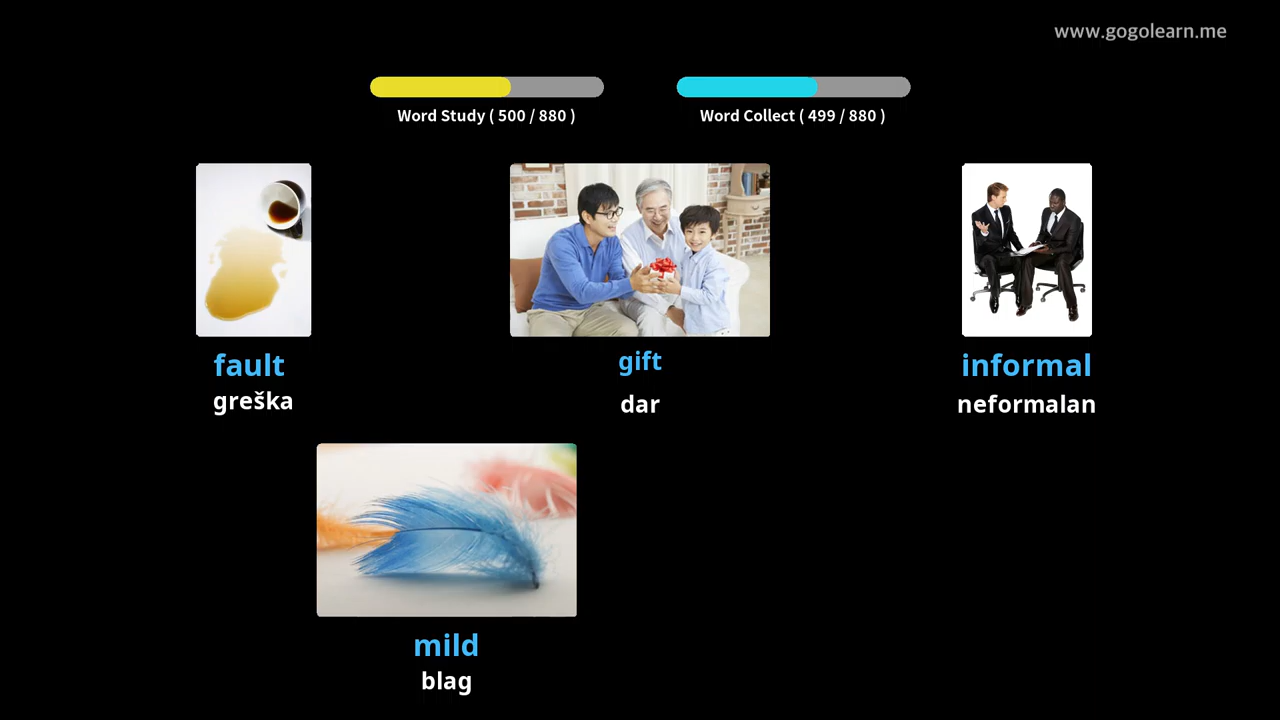 www.gogolearn.me
Word Study ( 500 / 880 )
Word Collect ( 499 / 880 )
fault
greška
gift
dar
informal
neformalan
mild
blag